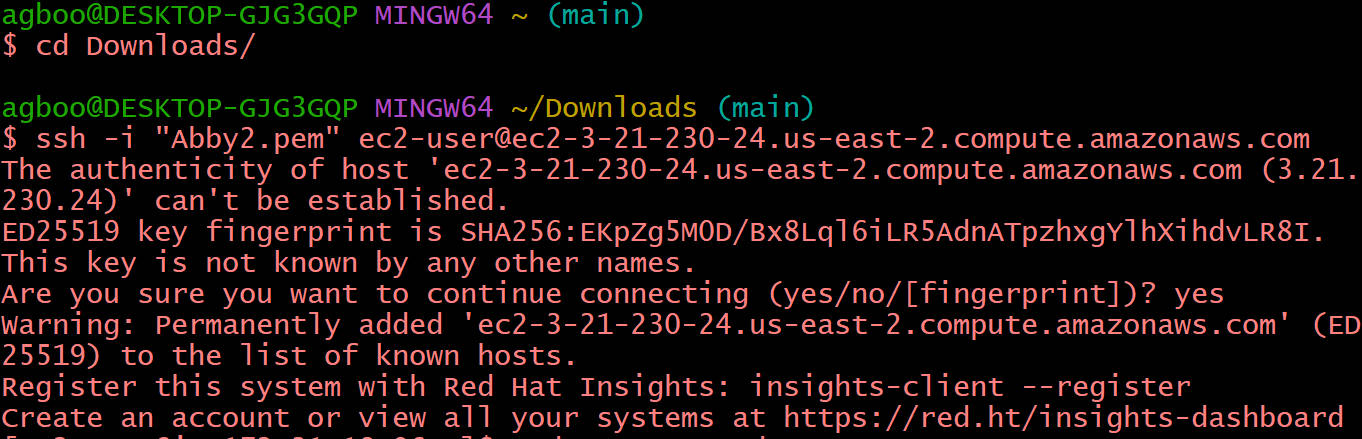 agboo@DESKTOP-GJG3GQP MINGW64 ~ (main)
$ cd Downloads/
agboo@DESKTOP-GJG3GQP MINGW64 ~/Downloads (main)
$ ssh -i "Abby2.pem" ec2-user@ec2-3-21-230-24.us-east-2.compute.amazonaws.com
The authenticity of host 'ec2-3-21-230-24.us-east-2.compute.amazonaws.com (3.21.
230.24)' can't be established.
ED25519 key fingerprint is SHA256:EKpZg5MOD/Bx8Lql6iLR5AdnATpzhxgYlhXihdvLR8I.
This key is not known by any other names.
Are you sure you want to continue connecting (yes/no/[fingerprint])? yes
Warning: Permanently added 'ec2-3-21-230-24.us-east-2.compute.amazonaws.com' (ED
25519) to the list of known hosts.
Register this system with Red Hat Insights: insights-client --register
Create an account or view all your systems at https://red.ht/insights-dashboard